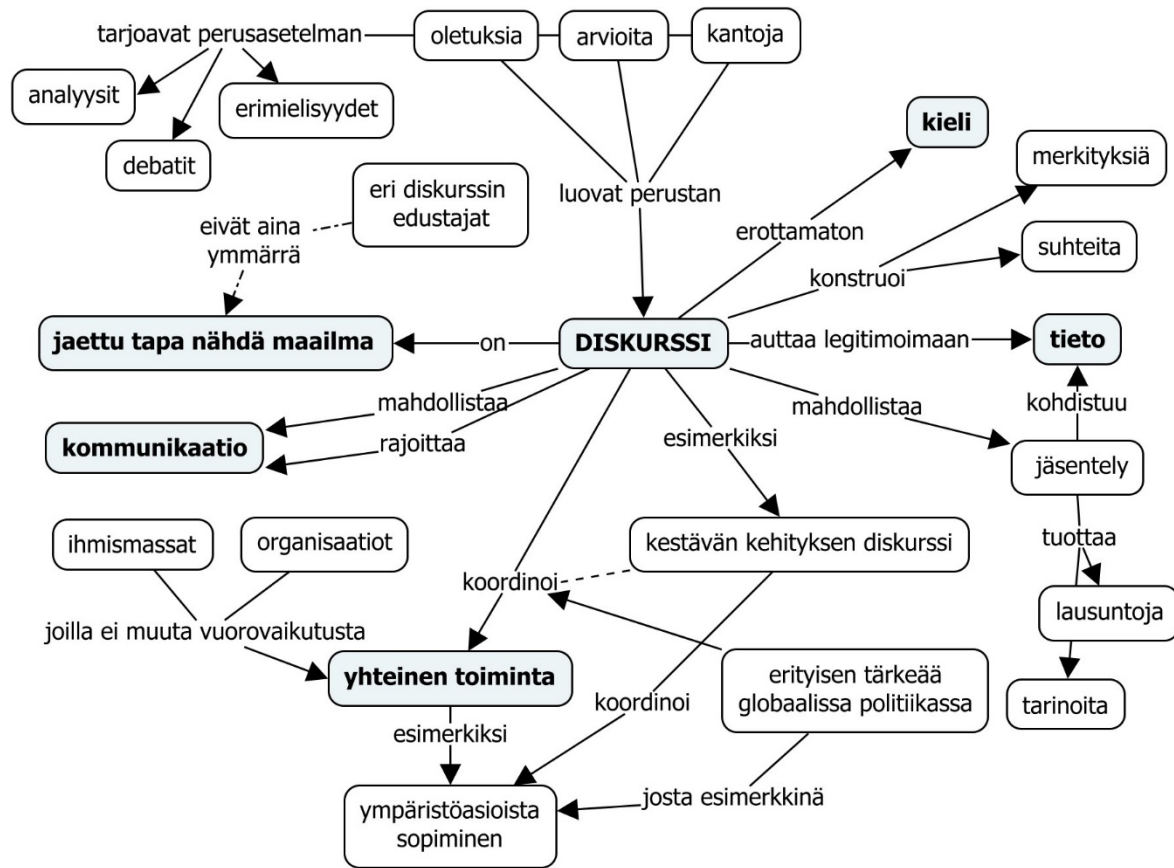 tarjoavat perusasetelman
oletuksia
arvioita
kantoja
analyysit
erimielisyydet
debatit
kieli
merkityksiä
eri diskurssin
edustajat
luovat perustan
eivät aina
ymmärrä
erottamaton
suhteita
konstruoi
jaettu tapa nähdä maailma
on
DISKURSSI
auttaa legitimoimaan
tieto
mahdollistaa
kommunikaatio
rajoittaa
esimerkiksi
mahdollistaa
kohdistuu
jäsentely
ihmismassat
organisaatiot
kestävän kehityksen diskurssi
tuottaa
koordinoi
lausuntoja
joilla ei muuta vuorovaikutusta
yhteinen toiminta
erityisen tärkeää
globaalissa politiikassa
tarinoita
koordinoi
esimerkiksi
ympäristöasioista
sopiminen
josta esimerkkinä